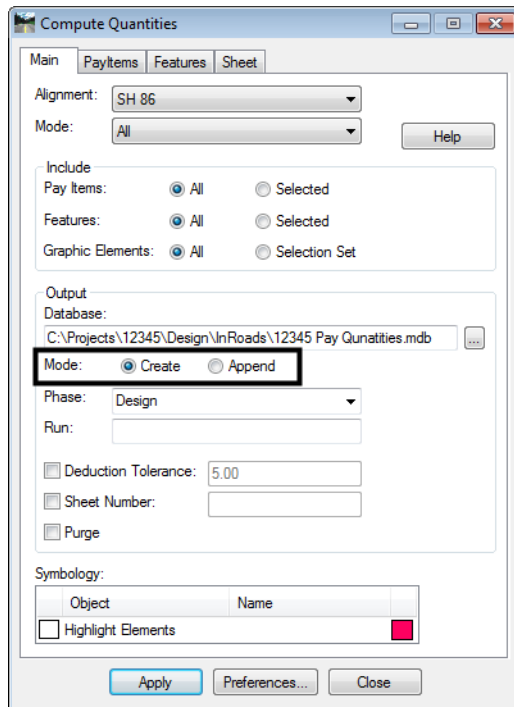 Compute Quantities
Main PayItems Features Sheet
Alignment: SH 86
Mode: All
Help
Include
Pay Items: All Selected
Features: All Selected
Graphic Elements: All Selection Set
Output
Database:
C:\Projects\12345\Design\InRoads\12345 Pay Qunatities.mdb ...
Mode: Create Append
Phase: Design
Run:
Deduction Tolerance: 5.00
Sheet Number:
Purge
Symbology:
Object Name
Highlight Elements
Apply Preferences... Close